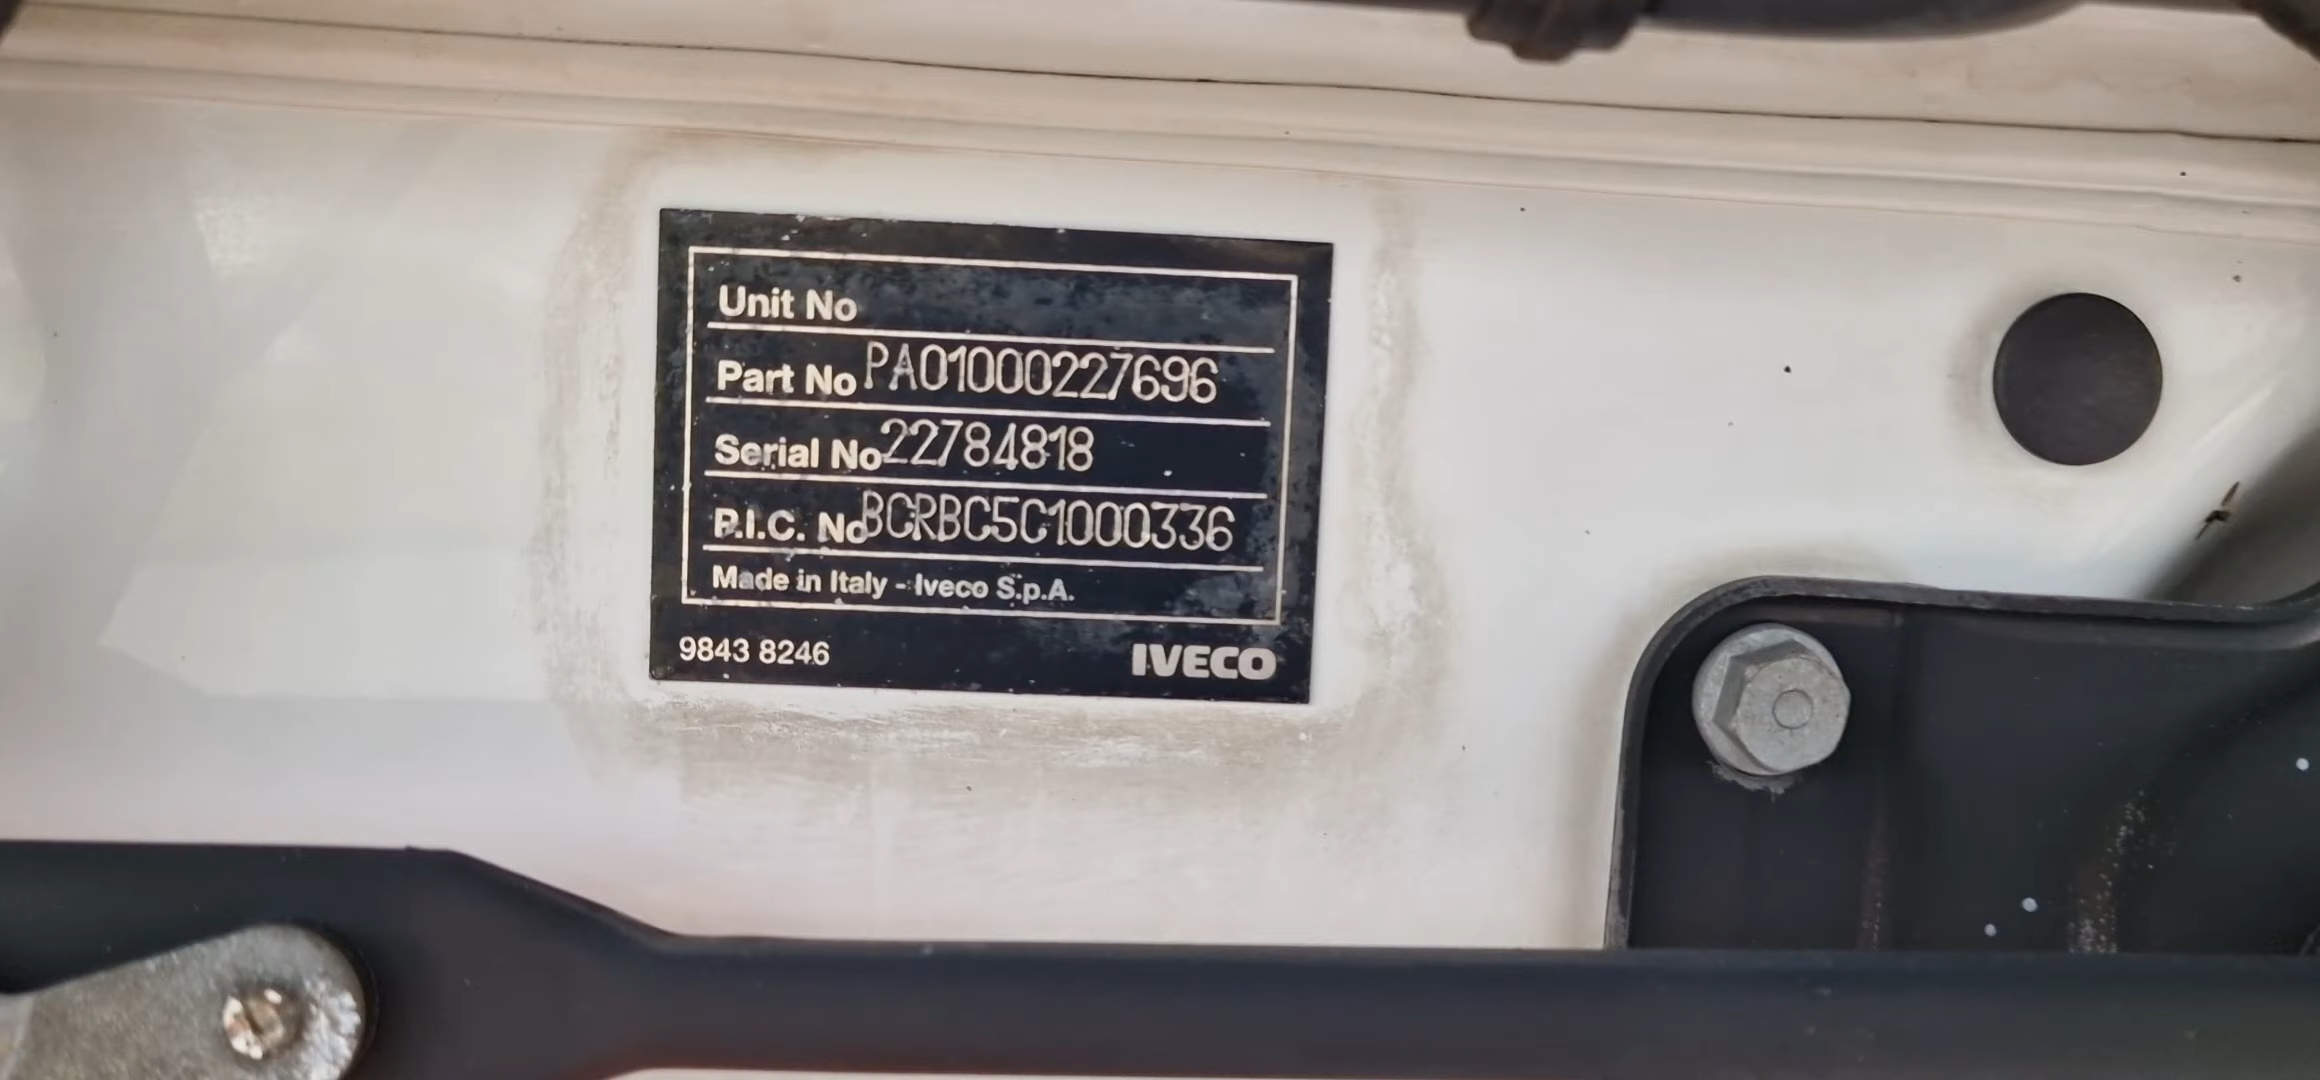 Unit No
Part No PA01000227696
Serial No 22784818
P.I.C. No BCRBC5C1000336
Made in Italy - Iveco S.p.A.
9843 8246 IVECO